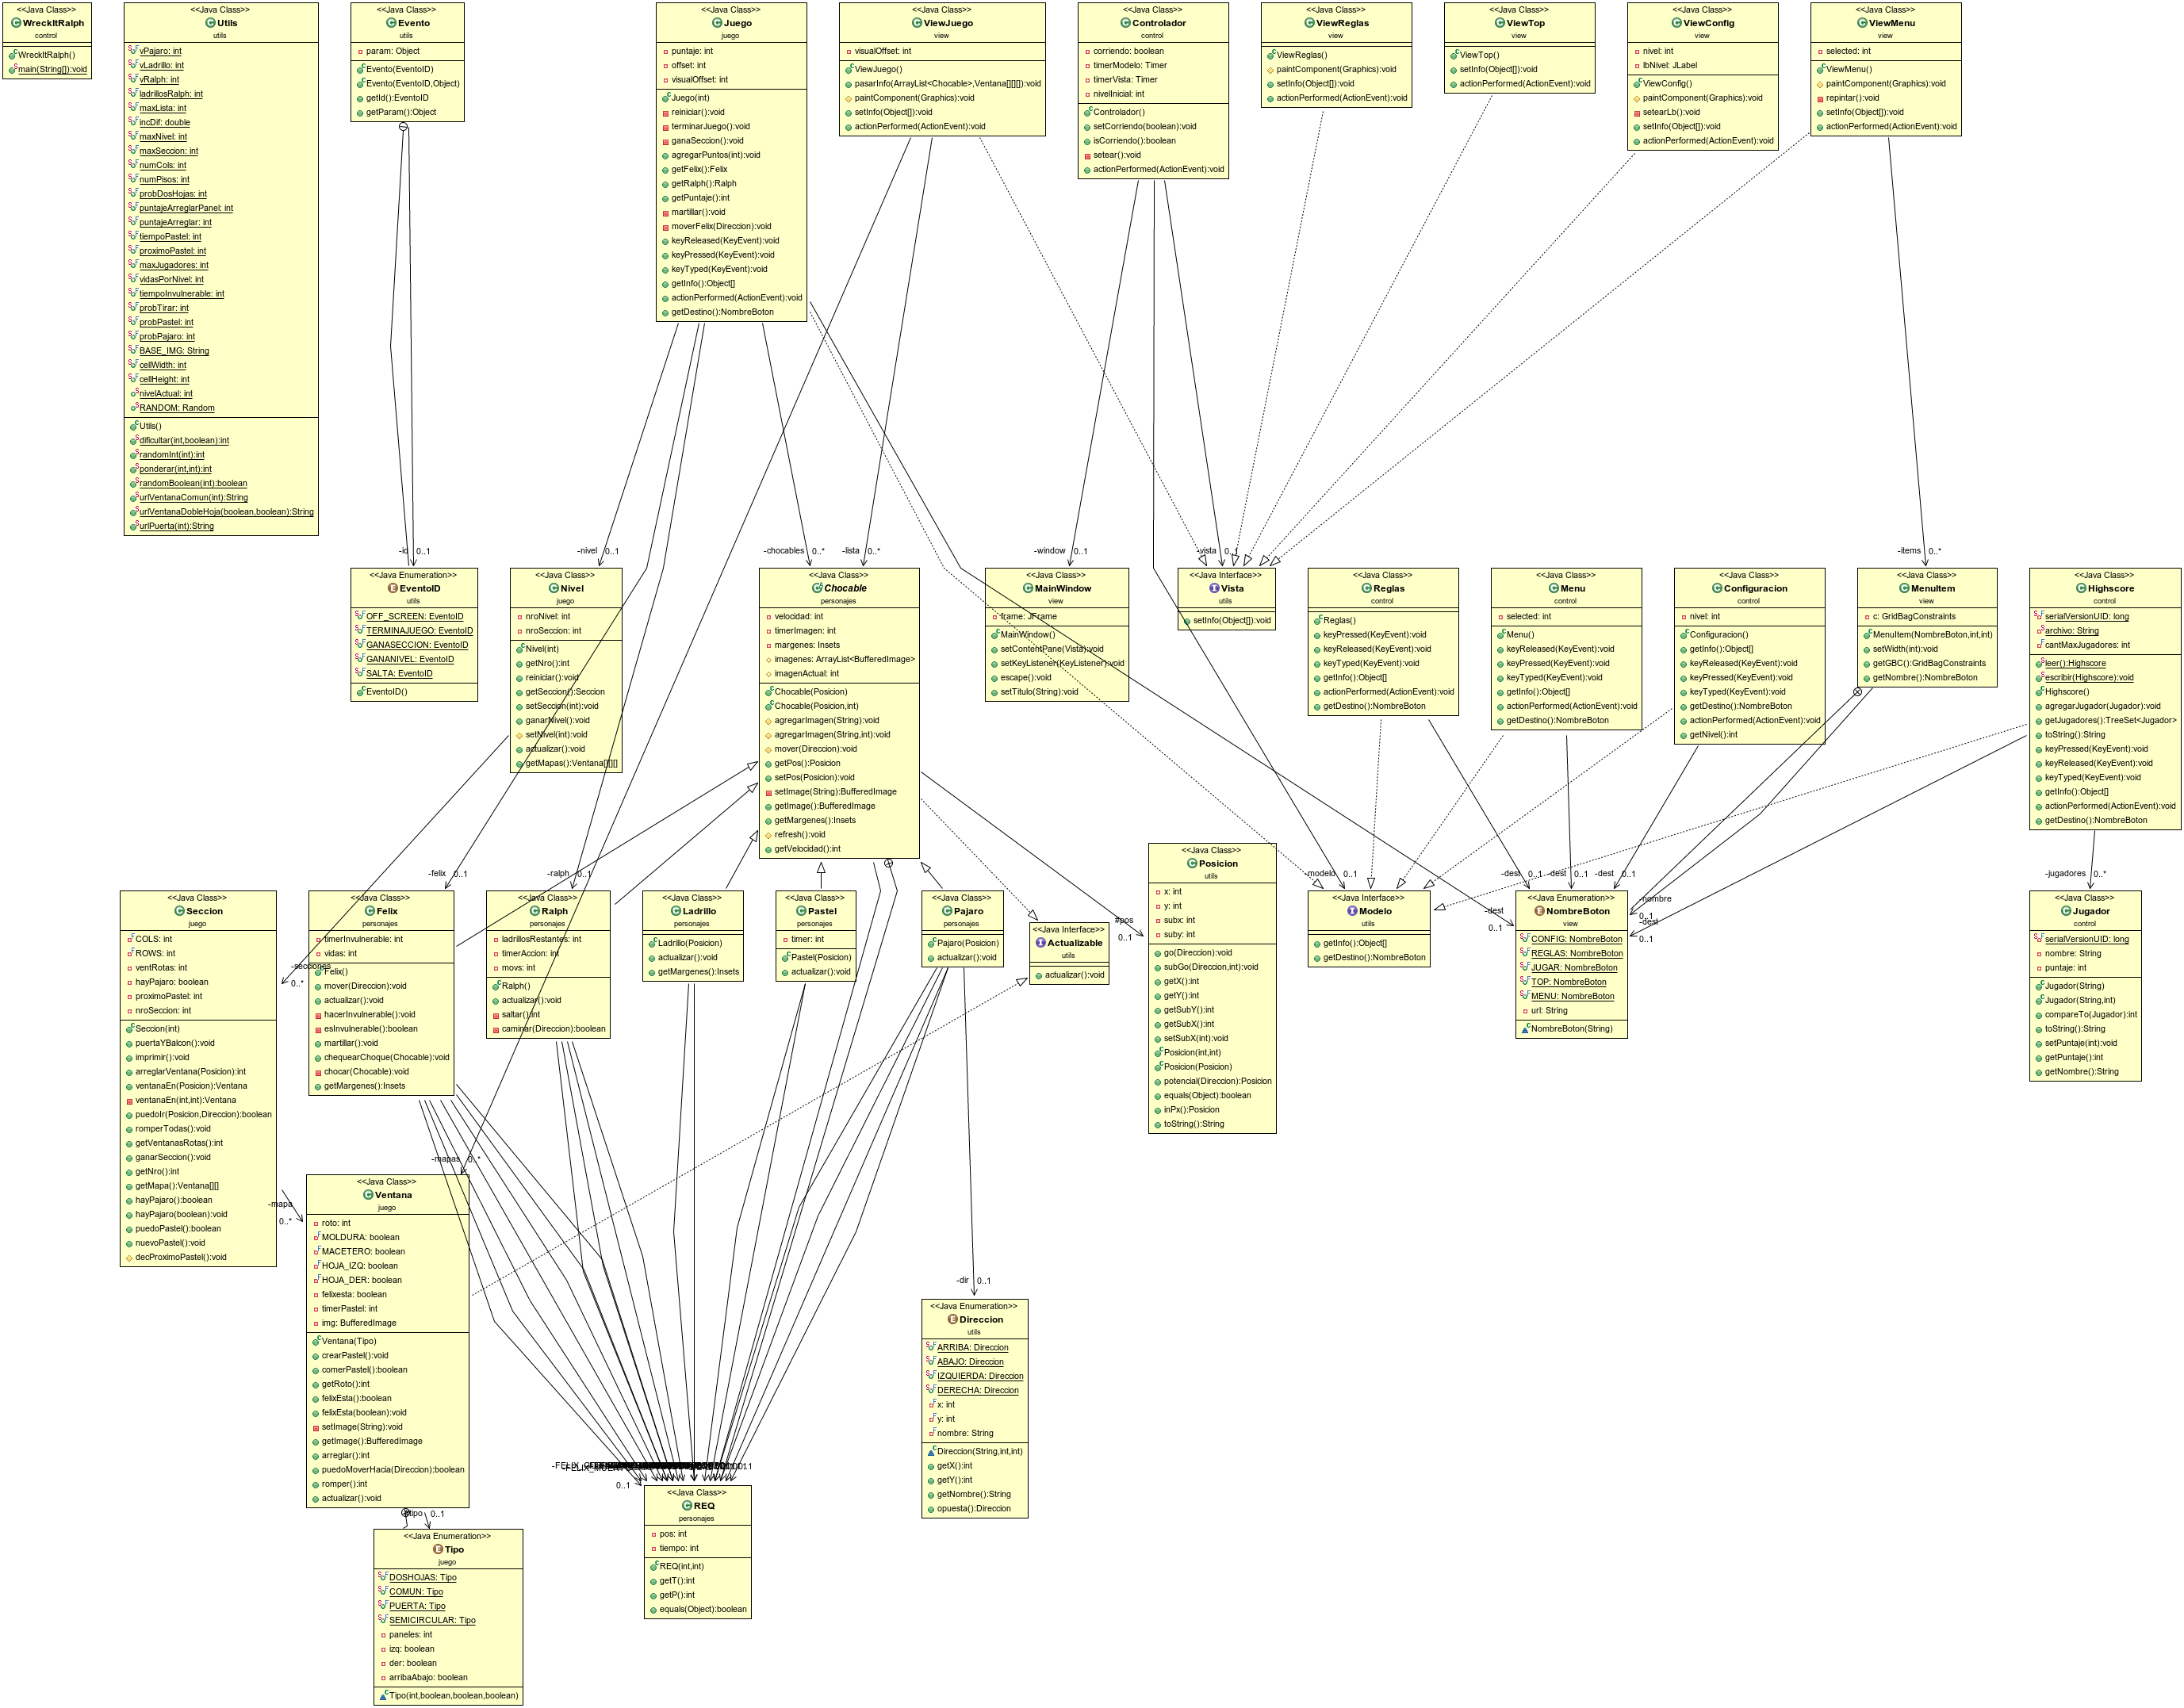 <<Java Class>>
WreckItRalph
control
WreckItRalph()
main(String[]):void
<<Java Class>>
Utils
utils
vPajaro: int
vLadrillo: int
vRalph: int
ladrillosRalph: int
maxLista: int
incDif: double
maxNivel: int
maxSeccion: int
numCols: int
numPisos: int
probDosHojas: int
puntajeArreglarPanel: int
puntajeArreglar: int
tiempoPastel: int
proximoPastel: int
maxJugadores: int
vidasPorNivel: int
tiempoInvulnerable: int
probTirar: int
probPastel: int
probPajaro: int
BASE_IMG: String
cellWidth: int
cellHeight: int
nivelActual: int
RANDOM: Random
Utils()
dificultar(int,boolean):int
randomInt(int):int
ponderar(int,int):int
randomBoolean(int):boolean
urlVentanaComun(int):String
urlVentanaDobleHoja(boolean,boolean):String
urlPuerta(int):String
<<Java Class>>
Evento
utils
param: Object
Evento(EventoID)
Evento(EventoID,Object)
getId():EventoID
getParam():Object
<<Java Class>>
Juego
juego
puntaje: int
offset: int
visualOffset: int
Juego(int)
reiniciar():void
terminarJuego():void
ganaSeccion():void
agregarPuntos(int):void
getFelix():Felix
getRalph():Ralph
getPuntaje():int
martillar():void
moverFelix(Direccion):void
keyReleased(KeyEvent):void
keyPressed(KeyEvent):void
keyTyped(KeyEvent):void
getInfo():Object[]
actionPerformed(ActionEvent):void
getDestino():NombreBoton
<<Java Class>>
ViewJuego
view
visualOffset: int
ViewJuego()
pasarInfo(ArrayList<Chocable>,Ventana[][][]):void
paintComponent(Graphics):void
setInfo(Object[]):void
actionPerformed(ActionEvent):void
<<Java Class>>
Controlador
control
corriendo: boolean
timerModelo: Timer
timerVista: Timer
nivelInicial: int
Controlador()
setCorriendo(boolean):void
isCorriendo():boolean
setear():void
actionPerformed(ActionEvent):void
<<Java Class>>
ViewReglas
view
ViewReglas()
paintComponent(Graphics):void
setInfo(Object[]):void
actionPerformed(ActionEvent):void
<<Java Class>>
ViewTop
view
ViewTop()
setInfo(Object[]):void
actionPerformed(ActionEvent):void
<<Java Class>>
ViewConfig
view
nivel: int
lbNivel: JLabel
ViewConfig()
paintComponent(Graphics):void
setearLb():void
setInfo(Object[]):void
actionPerformed(ActionEvent):void
<<Java Class>>
ViewMenu
view
selected: int
ViewMenu()
paintComponent(Graphics):void
repintar():void
setInfo(Object[]):void
actionPerformed(ActionEvent):void
-id 0..1
-nivel 0..1
-chocables 0..*
-lista 0..*
-window 0..1
-vista 0..1
-items 0..*
<<Java Enumeration>>
EventoID
utils
OFF_SCREEN: EventoID
TERMINAJUEGO: EventoID
GANASECCION: EventoID
GANANIVEL: EventoID
SALTA: EventoID
EventoID()
<<Java Class>>
Nivel
juego
nroNivel: int
nroSeccion: int
Nivel(int)
getNro():int
reiniciar():void
getSeccion():Seccion
setSeccion(int):void
ganarNivel():void
setNivel(int):void
actualizar():void
getMapas():Ventana[][][]
<<Java Class>>
Chocable
personajes
velocidad: int
timerImagen: int
margenes: Insets
imagenes: ArrayList<BufferedImage>
imagenActual: int
Chocable(Posicion)
Chocable(Posicion,int)
agregarImagen(String):void
agregarImagen(String,int):void
mover(Direccion):void
getPos():Posicion
setPos(Posicion):void
setImage(String):BufferedImage
getImage():BufferedImage
getMargenes():Insets
refresh():void
getVelocidad():int
<<Java Class>>
MainWindow
view
frame: JFrame
MainWindow()
setContentPane(Vista):void
setKeyListener(KeyListener):void
escape():void
setTitulo(String):void
<<Java Interface>>
Vista
utils
setInfo(Object[]):void
<<Java Class>>
Reglas
control
Reglas()
keyPressed(KeyEvent):void
keyReleased(KeyEvent):void
keyTyped(KeyEvent):void
getInfo():Object[]
actionPerformed(ActionEvent):void
getDestino():NombreBoton
<<Java Class>>
Menu
control
selected: int
Menu()
keyReleased(KeyEvent):void
keyPressed(KeyEvent):void
keyTyped(KeyEvent):void
getInfo():Object[]
actionPerformed(ActionEvent):void
getDestino():NombreBoton
<<Java Class>>
Configuracion
control
nivel: int
Configuracion()
getInfo():Object[]
keyReleased(KeyEvent):void
keyPressed(KeyEvent):void
keyTyped(KeyEvent):void
getDestino():NombreBoton
actionPerformed(ActionEvent):void
getNivel():int
<<Java Class>>
MenuItem
view
c: GridBagConstraints
MenuItem(NombreBoton,int,int)
setWidth(int):void
getGBC():GridBagConstraints
getNombre():NombreBoton
<<Java Class>>
Highscore
control
serialVersionUID: long
archivo: String
cantMaxJugadores: int
leer():Highscore
escribir(Highscore):void
Highscore()
agregarJugador(Jugador):void
getJugadores():TreeSet<Jugador>
toString():String
keyPressed(KeyEvent):void
keyReleased(KeyEvent):void
keyTyped(KeyEvent):void
getInfo():Object[]
actionPerformed(ActionEvent):void
getDestino():NombreBoton
-felix 0..1
-ralph 0..1
-modelo 0..1
-dest 0..1
-dest 0..1
-dest 0..1
-jugadores 0..*
-nombre
0..1
-dest
0..1
-dest
0..1
#pos
0..1
-secciones
0..*
<<Java Class>>
Seccion
juego
COLS: int
ROWS: int
ventRotas: int
hayPajaro: boolean
proximoPastel: int
nroSeccion: int
Seccion(int)
puertaYBalcon():void
imprimir():void
arreglarVentana(Posicion):int
ventanaEn(Posicion):Ventana
ventanaEn(int,int):Ventana
puedoIr(Posicion,Direccion):boolean
romperTodas():void
getVentanasRotas():int
ganarSeccion():void
getNro():int
getMapa():Ventana[][]
hayPajaro():boolean
hayPajaro(boolean):void
puedoPastel():boolean
nuevoPastel():void
decProximoPastel():void
<<Java Class>>
Felix
personajes
timerInvulnerable: int
vidas: int
Felix()
mover(Direccion):void
actualizar():void
hacerInvulnerable():void
esInvulnerable():boolean
martillar():void
chequearChoque(Chocable):void
chocar(Chocable):void
getMargenes():Insets
<<Java Class>>
Ralph
personajes
ladrillosRestantes: int
timerAccion: int
movs: int
Ralph()
actualizar():void
saltar():int
caminar(Direccion):boolean
<<Java Class>>
Ladrillo
personajes
Ladrillo(Posicion)
actualizar():void
getMargenes():Insets
<<Java Class>>
Pastel
personajes
timer: int
Pastel(Posicion)
actualizar():void
<<Java Class>>
Pajaro
personajes
Pajaro(Posicion)
actualizar():void
<<Java Interface>>
Actualizable
utils
actualizar():void
<<Java Class>>
Posicion
utils
x: int
y: int
subx: int
suby: int
go(Direccion):void
subGo(Direccion,int):void
getX():int
getY():int
getSubY():int
getSubX():int
setSubX(int):void
Posicion(int,int)
Posicion(Posicion)
potencial(Direccion):Posicion
equals(Object):boolean
inPx():Posicion
toString():String
<<Java Interface>>
Modelo
utils
getInfo():Object[]
getDestino():NombreBoton
<<Java Enumeration>>
NombreBoton
view
CONFIG: NombreBoton
REGLAS: NombreBoton
JUGAR: NombreBoton
TOP: NombreBoton
MENU: NombreBoton
url: String
NombreBoton(String)
<<Java Class>>
Jugador
control
serialVersionUID: long
nombre: String
puntaje: int
Jugador(String)
Jugador(String,int)
compareTo(Jugador):int
toString():String
setPuntaje(int):void
getPuntaje():int
getNombre():String
-mapas 0..*
-mapa
0..*
<<Java Class>>
Ventana
juego
roto: int
MOLDURA: boolean
MACETERO: boolean
HOJA_IZQ: boolean
HOJA_DER: boolean
felixesta: boolean
timerPastel: int
img: BufferedImage
Ventana(Tipo)
crearPastel():void
comerPastel():boolean
getRoto():int
felixEsta():boolean
felixEsta(boolean):void
setImage(String):void
getImage():BufferedImage
arreglar():int
puedoMoverHacia(Direccion):boolean
romper():void
actualizar():void
-dir 0..1
<<Java Enumeration>>
Direccion
utils
ARRIBA: Direccion
ABAJO: Direccion
IZQUIERDA: Direccion
DERECHA: Direccion
x: int
y: int
nombre: String
Direccion(String,int,int)
getX():int
getY():int
getNombre():String
opuesta():Direccion
0..1
<<Java Class>>
REQ
personajes
pos: int
tiempo: int
REQ(int,int)
getT():int
getP():int
equals(Object):boolean
0..1
<<Java Enumeration>>
Tipo
juego
DOSHOJAS: Tipo
COMUN: Tipo
PUERTA: Tipo
SEMICIRCULAR: Tipo
paneles: int
izq: boolean
der: boolean
arribaAbajo: boolean
Tipo(int,boolean,boolean,boolean)